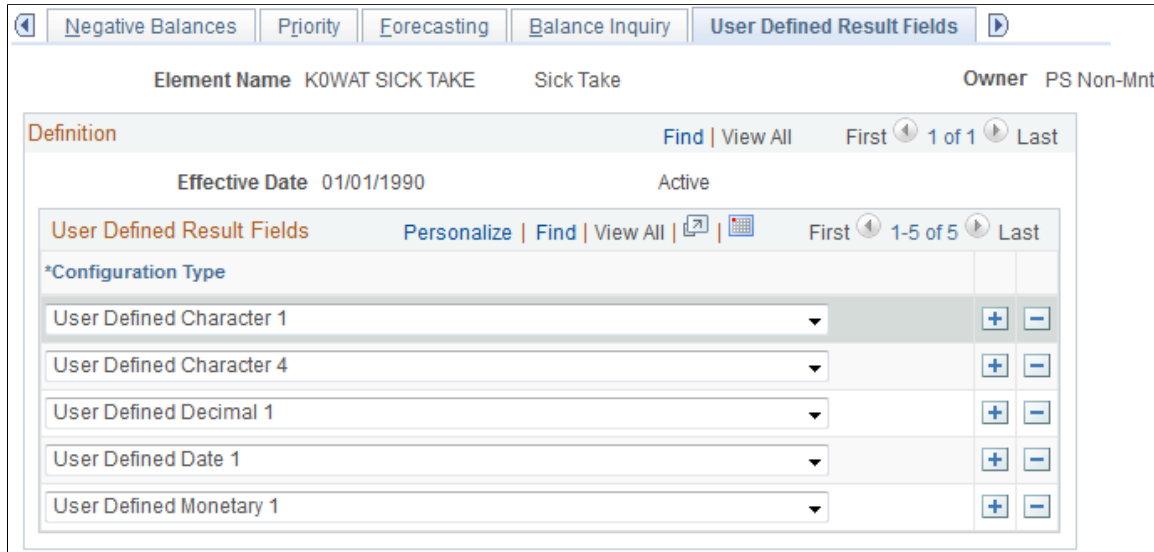 Negative Balances Priority Forecasting Balance Inquiry User Defined Result Fields
Element Name K0WAT SICK TAKE Sick Take Owner PS Non-Mnt
Definition Find | View All First 1 of 1 Last
Effective Date 01/01/1990 Active
User Defined Result Fields Personalize | Find | View All | | First 1-5 of 5 Last
*Configuration Type
User Defined Character 1
User Defined Character 4
User Defined Decimal 1
User Defined Date 1
User Defined Monetary 1